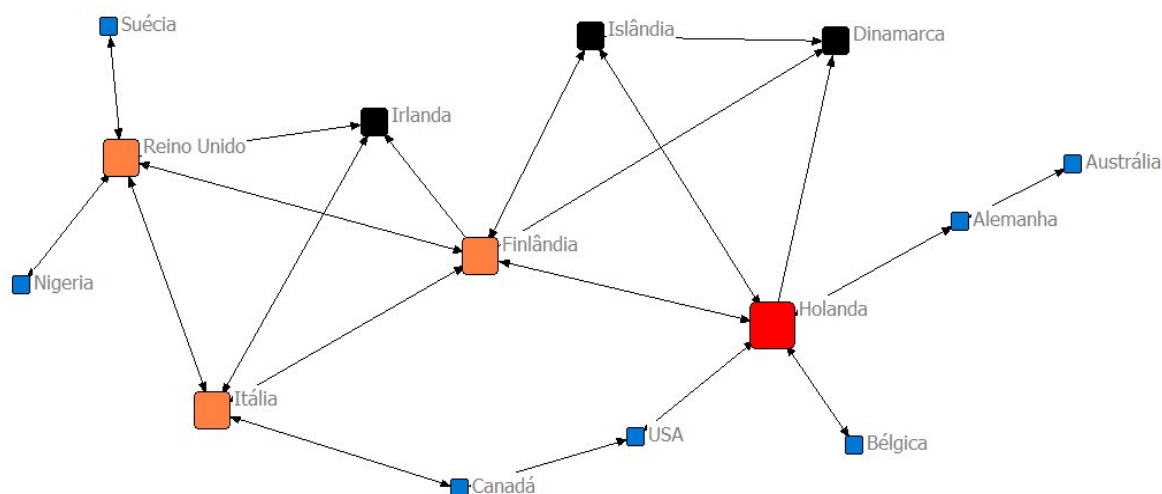 Suécia
Islândia
Dinamarca
Irlanda
Reino Unido
Austrália
Alemanha
Finlândia
Nigeria
Holanda
Itália
USA
Bélgica
Canadá